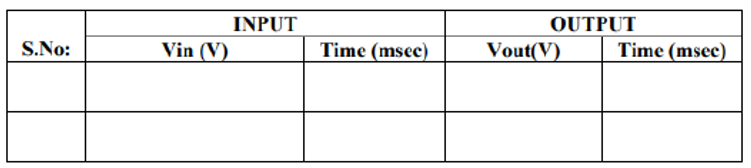 INPUT OUTPUT
S.No: Vin (V) Time (msec) Vout(V) Time (msec)